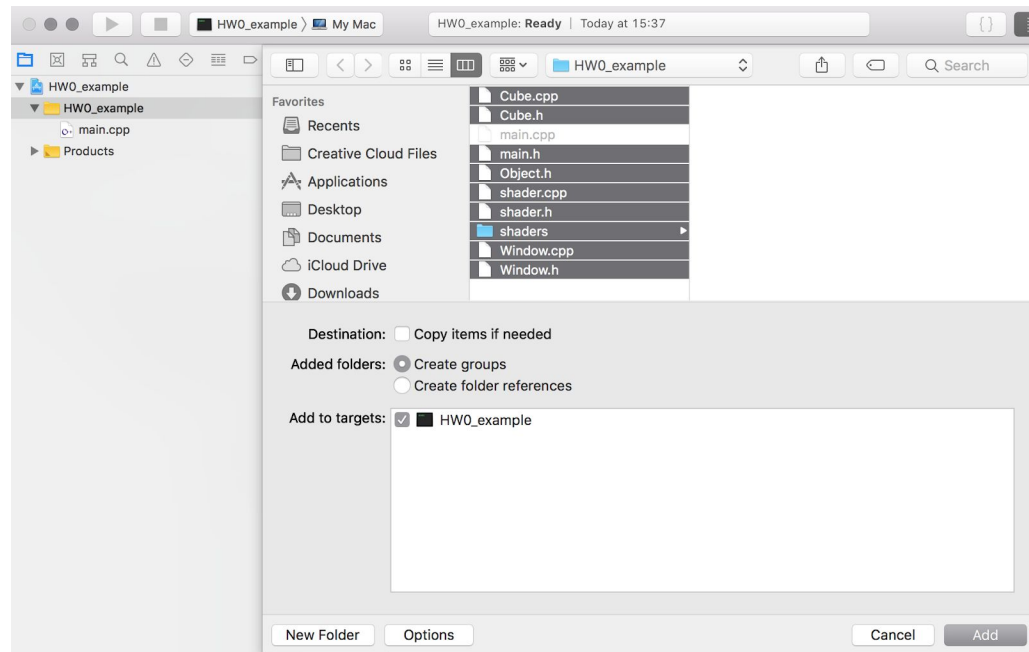 HW0_example 〉 My Mac
HW0_example: Ready | Today at 15:37
{ }
HW0_example
HW0_example
main.cpp
Products
HW0_example
Search
Favorites
Recents
Creative Cloud Files
Applications
Desktop
Documents
iCloud Drive
Downloads
Cube.cpp
Cube.h
main.cpp
main.h
Object.h
shader.cpp
shader.h
shaders
Window.cpp
Window.h
Destination: Copy items if needed
Added folders: Create groups
Create folder references
Add to targets: HW0_example
New Folder Options Cancel Add